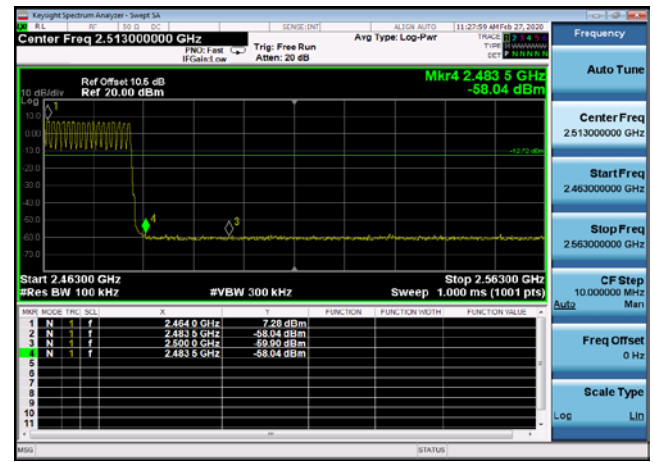 Keysight Spectrum Analyzer - Swept SA
RL RF 50 Ω DC SENSE:INT ALIGN AUTO 11:27:59 AM Feb 27, 2020
Center Freq 2.513000000 GHz
PNO: Fast
IFGain:Low
Trig: Free Run
Atten: 20 dB
Avg Type: Log-Pwr
TRACE 1 2 3 4 5 6
TYPE
DET P N N N N N
Frequency
Ref Offset 10.5 dB
10 dB/div Ref 20.00 dBm
Log
Mkr4 2.483 5 GHz
-58.04 dBm
1
10.0
0.00
-10.0
-12.72 dBm
-20.0
-30.0
-40.0
-50.0
4
3
-60.0
-70.0
Start 2.46300 GHz
Stop 2.56300 GHz
#Res BW 100 kHz
#VBW 300 kHz
Sweep 1.000 ms (1001 pts)
MKR MODE TRC SCL X Y FUNCTION FUNCTION WIDTH FUNCTION VALUE
1 N 1 f 2.464 0 GHz 7.28 dBm
2 N 1 f 2.483 5 GHz -58.04 dBm
3 N 1 f 2.500 0 GHz -59.90 dBm
4 N 1 f 2.483 5 GHz -58.04 dBm
5
6
7
8
9
10
11
MSG
STATUS
Auto Tune
Center Freq
2.513000000 GHz
Start Freq
2.463000000 GHz
Stop Freq
2.563000000 GHz
CF Step
10.000000 MHz
Auto Man
Freq Offset
0 Hz
Scale Type
Log Lin